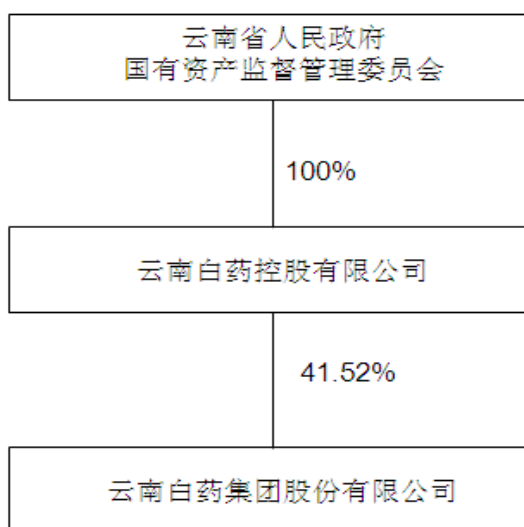 云南省人民政府
国有资产监督管理委员会
100%
云南白药控股有限公司
41.52%
云南白药集团股份有限公司